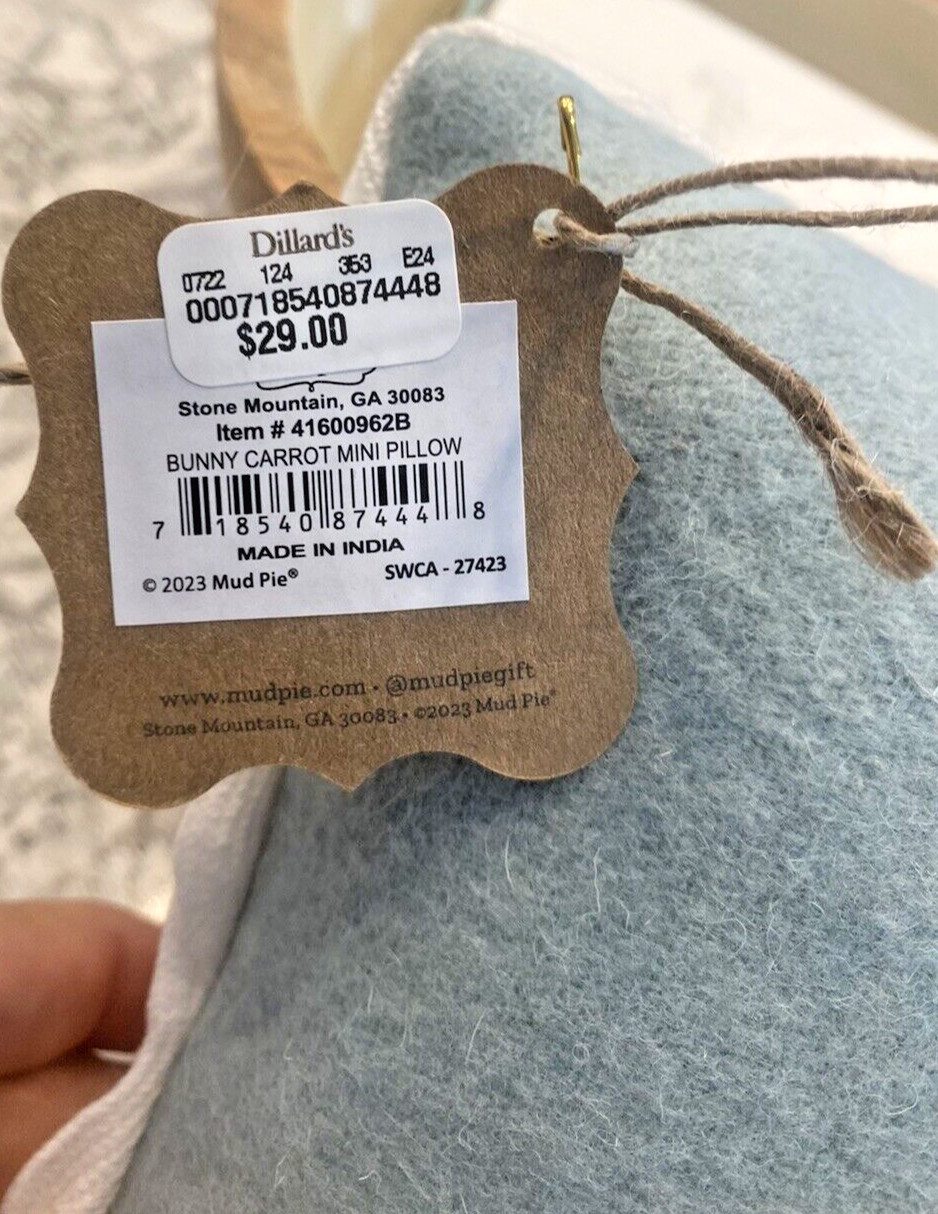 Dillard's
0722 124 353 E24
000718540874448
$29.00
Stone Mountain, GA 30083
Item # 41600962B
BUNNY CARROT MINI PILLOW
7 18540 87444 8
MADE IN INDIA
© 2023 Mud Pie® SWCA - 27423
www.mudpie.com • @mudpiegift
Stone Mountain, GA 30083 • ©2023 Mud Pie®